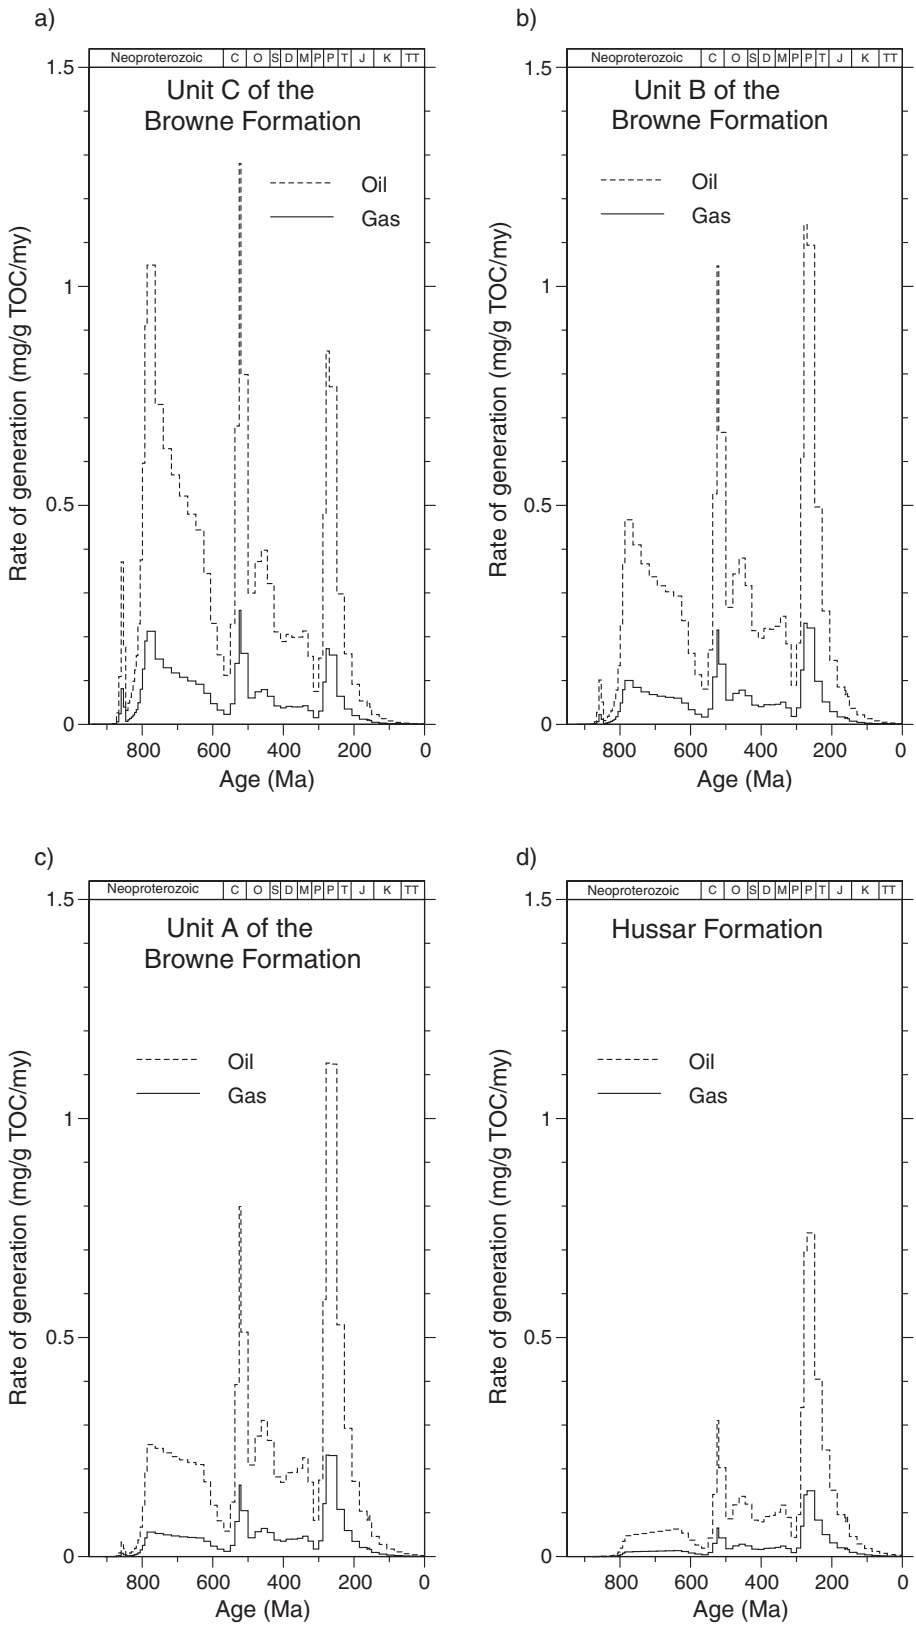 a)
Neoproterozoic C O S D M P P T J K TT
1.5
Unit C of the
Browne Formation
Oil
Gas
1
0.5
0
Rate of generation (mg/g TOC/my)
800 600 400 200 0
Age (Ma)
b)
Neoproterozoic C O S D M P P T J K TT
1.5
Unit B of the
Browne Formation
Oil
Gas
1
0.5
0
Rate of generation (mg/g TOC/my)
800 600 400 200 0
Age (Ma)
c)
Neoproterozoic C O S D M P P T J K TT
1.5
Unit A of the
Browne Formation
Oil
Gas
1
0.5
0
Rate of generation (mg/g TOC/my)
800 600 400 200 0
Age (Ma)
d)
Neoproterozoic C O S D M P P T J K TT
1.5
Hussar Formation
Oil
Gas
1
0.5
0
Rate of generation (mg/g TOC/my)
800 600 400 200 0
Age (Ma)